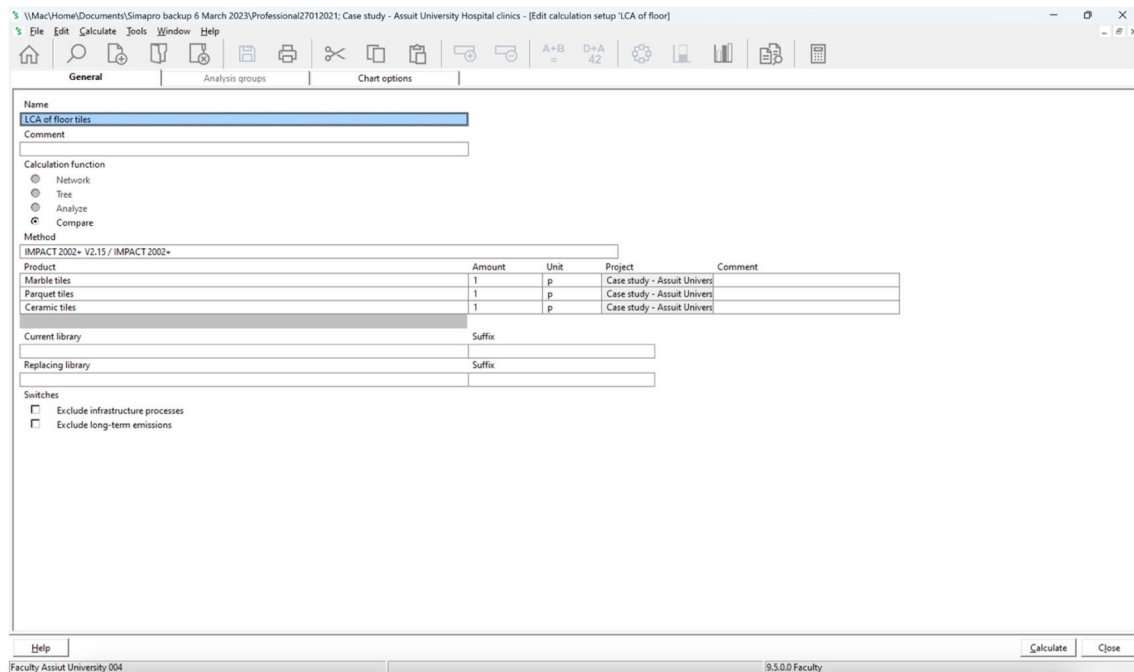 \\Mac\Home\Documents\Simapro backup 6 March 2023\Professional27012021; Case study - Assuit University Hospital clinics - [Edit calculation setup 'LCA of floor]
File Edit Calculate Tools Window Help
A+B = D+A 42
General Analysis groups Chart options
Name
LCA of floor tiles
Comment
Calculation function
Network
Tree
Analyze
Compare
Method
IMPACT 2002+ V2.15 / IMPACT 2002+
Product Amount Unit Project Comment
Marble tiles 1 p Case study - Assuit Univers
Parquet tiles 1 p Case study - Assuit Univers
Ceramic tiles 1 p Case study - Assuit Univers
Current library Suffix
Replacing library Suffix
Switches
Exclude infrastructure processes
Exclude long-term emissions
Help Calculate Close
Faculty Assiut University 004 9.5.0.0 Faculty